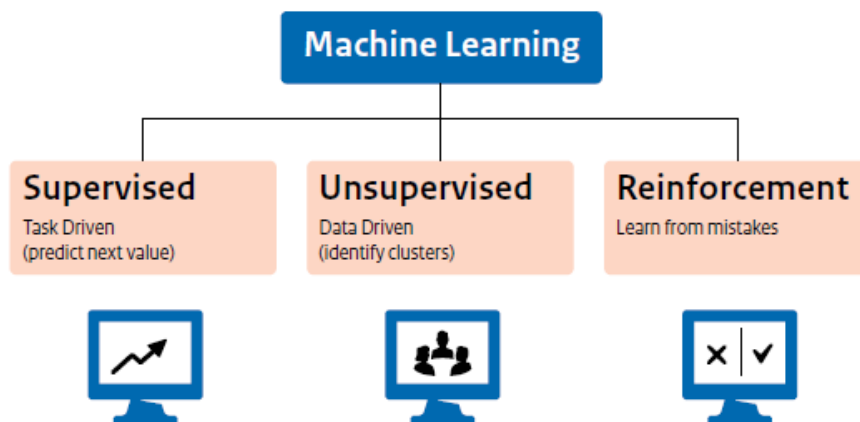 Machine Learning
Supervised
Task Driven
(predict next value)
Unsupervised
Data Driven
(identify clusters)
Reinforcement
Learn from mistakes